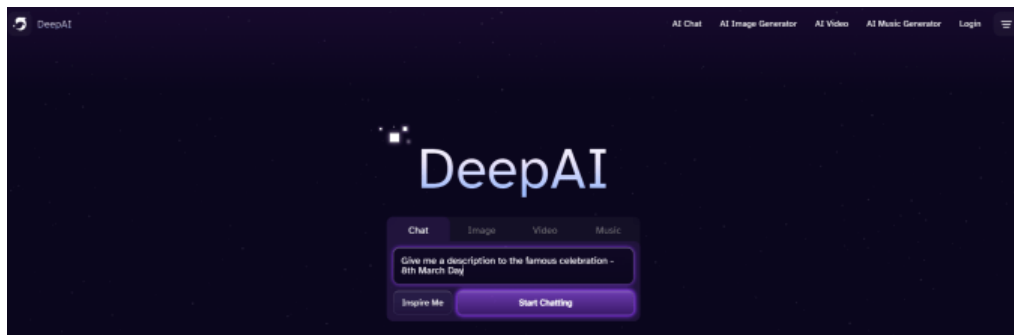 DeepAI
AI Chat
AI Image Generator
AI Video
AI Music Generator
Login
DeepAI
Chat
Image
Video
Music
Give me a description to the famous celebration -
8th March Day
Inspire Me
Start Chatting